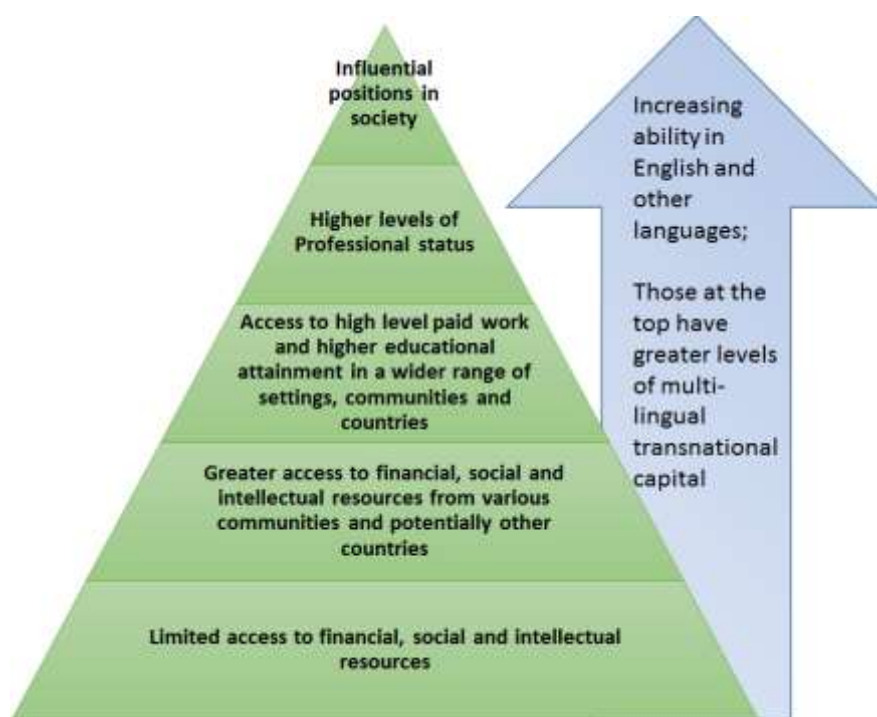 Influential
positions in
society
Higher levels of
Professional status
Access to high level paid work
and higher educational
attainment in a wider range of
settings, communities and
countries
Greater access to financial, social and
intellectual resources from various
communities and potentially other
countries
Limited access to financial, social and intellectual
resources
Increasing
ability in
English and
other
languages;
Those at the
top have
greater levels
of multi-
lingual
transnational
capital